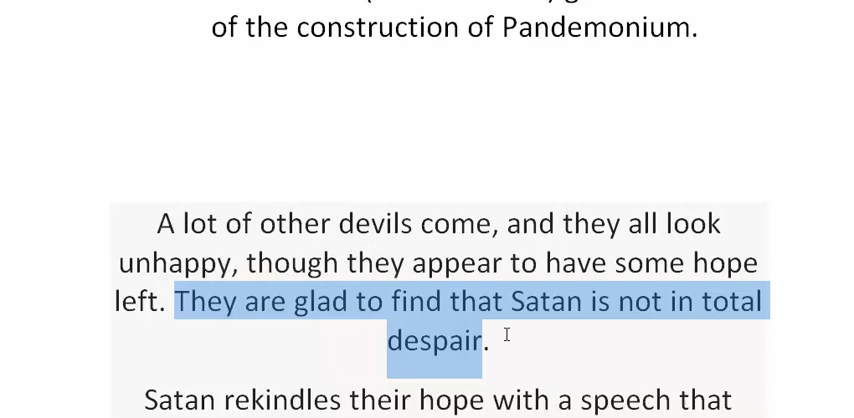 of the construction of Pandemonium.
A lot of other devils come, and they all look
unhappy, though they appear to have some hope
left. They are glad to find that Satan is not in total
despair.
Satan rekindles their hope with a speech that